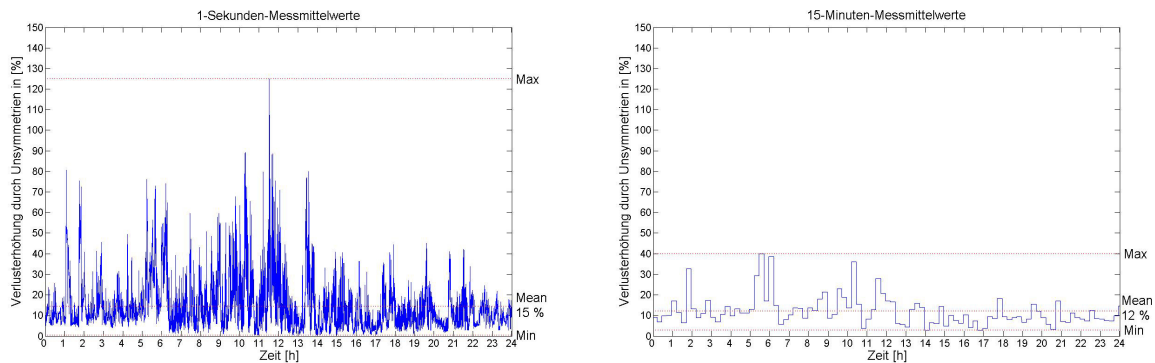 1-Sekunden-Messmittelwerte
Verlusterhöhung durch Unsymmetrien in [%]
150
140
130
120
110
100
90
80
70
60
50
40
30
20
10
0
Max
Mean
15 %
Min
0 1 2 3 4 5 6 7 8 9 10 11 12 13 14 15 16 17 18 19 20 21 22 23 24
Zeit [h]
15-Minuten-Messmittelwerte
Verlusterhöhung durch Unsymmetrien in [%]
150
140
130
120
110
100
90
80
70
60
50
40
30
20
10
0
Max
Mean
12 %
Min
1 2 3 4 5 6 7 8 9 10 11 12 13 14 15 16 17 18 19 20 21 22 23 24
Zeit [h]